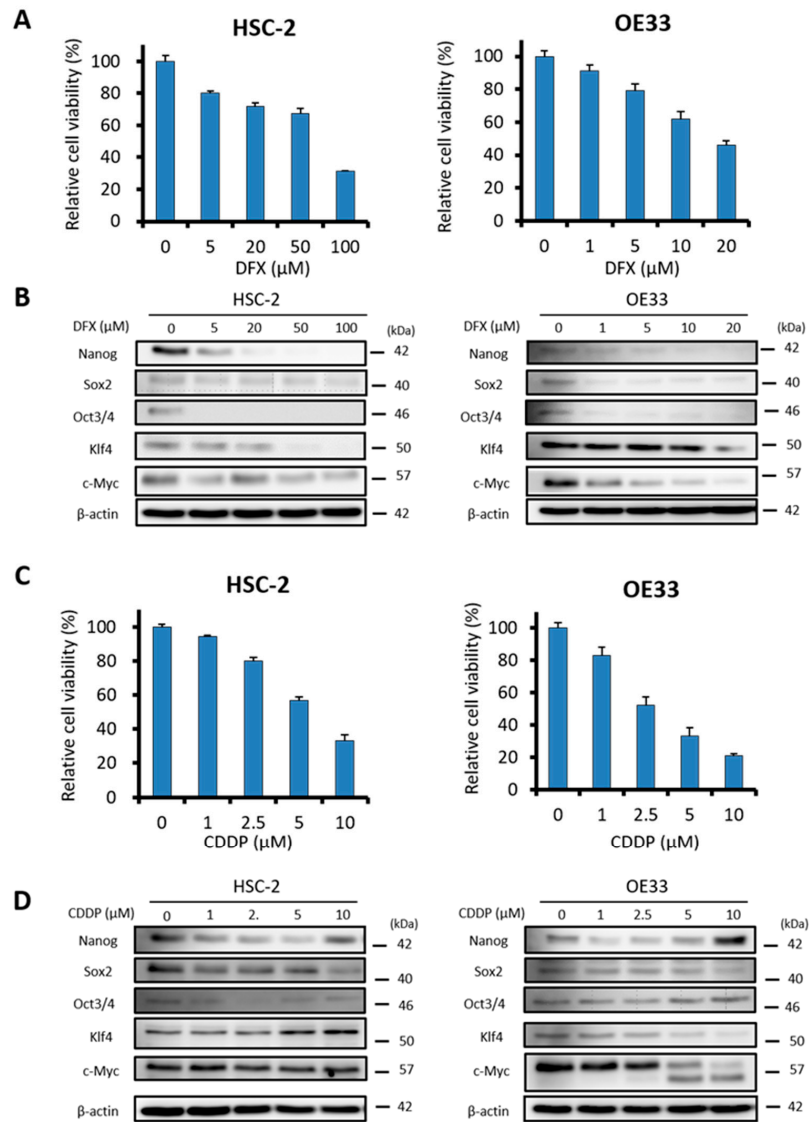 A
HSC-2
OE33
Relative cell viability (%)
100
80
60
40
20
0
0 5 20 50 100
DFX (µM)
Relative cell viability (%)
100
80
60
40
20
0
0 1 5 10 20
DFX (µM)
B
HSC-2
DFX (µM) 0 5 20 50 100 (kDa)
Nanog 42
Sox2 40
Oct3/4 46
Klf4 50
c-Myc 57
β-actin 42
OE33
DFX (µM) 0 1 5 10 20 (kDa)
Nanog 42
Sox2 40
Oct3/4 46
Klf4 50
c-Myc 57
β-actin 42
C
HSC-2
OE33
Relative cell viability (%)
100
80
60
40
20
0
0 1 2.5 5 10
CDDP (µM)
Relative cell viability (%)
100
80
60
40
20
0
0 1 2.5 5 10
CDDP (µM)
D
HSC-2
CDDP (µM) 0 1 2. 5 10 (kDa)
Nanog 42
Sox2 40
Oct3/4 46
Klf4 50
c-Myc 57
β-actin 42
OE33
CDDP (µM) 0 1 2.5 5 10 (kDa)
Nanog 42
Sox2 40
Oct3/4 46
Klf4 50
c-Myc 57
β-actin 42